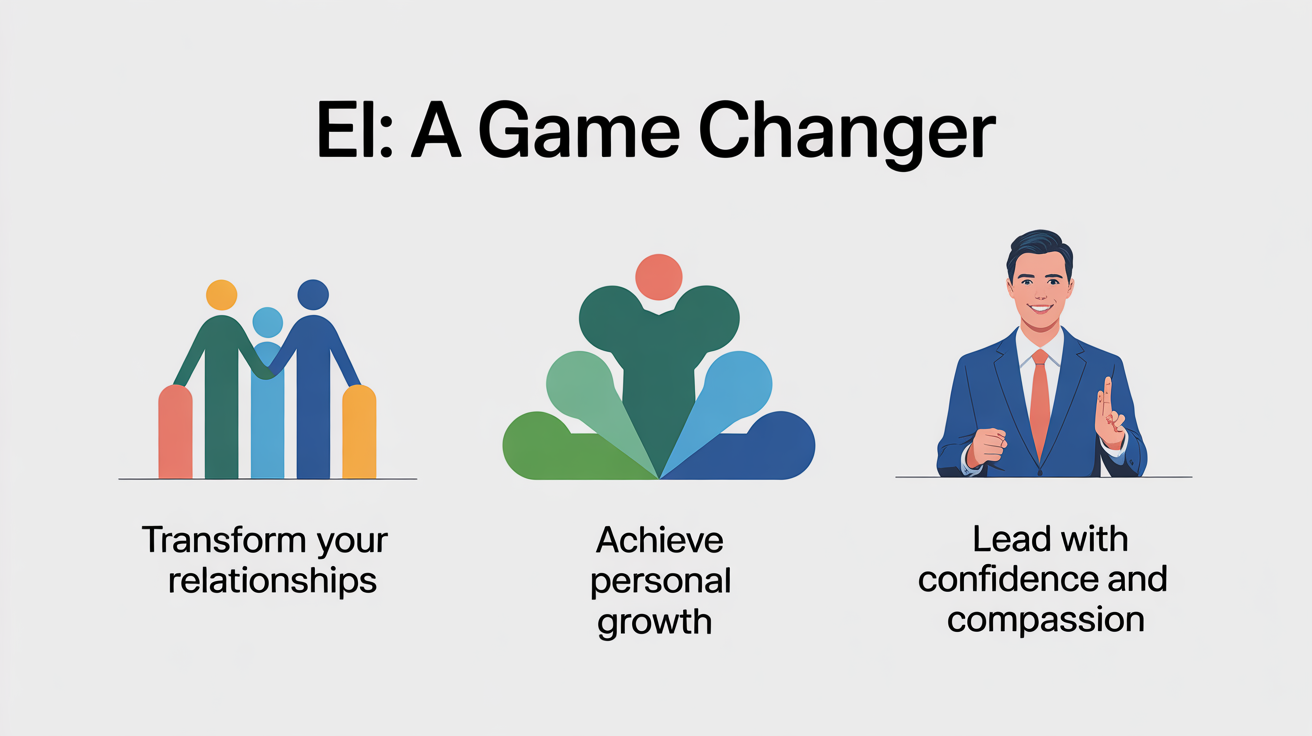 EI: A Game Changer
Transform your
relationships
Achieve
personal
growth
Lead with
confidence and
compassion